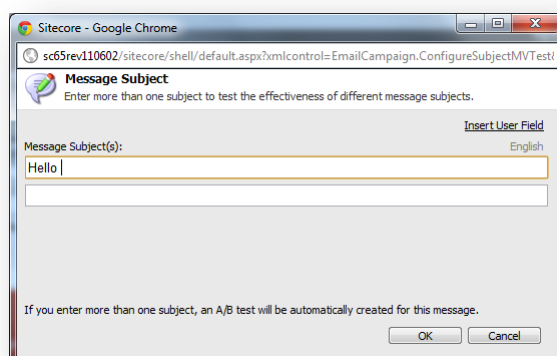 Sitecore - Google Chrome
sc65rev110602/sitecore/shell/default.aspx?xmlcontrol=EmailCampaign.ConfigureSubjectMVTest&
Message Subject
Enter more than one subject to test the effectiveness of different message subjects.
Insert User Field
Message Subject(s): English
Hello
If you enter more than one subject, an A/B test will be automatically created for this message.
OK Cancel